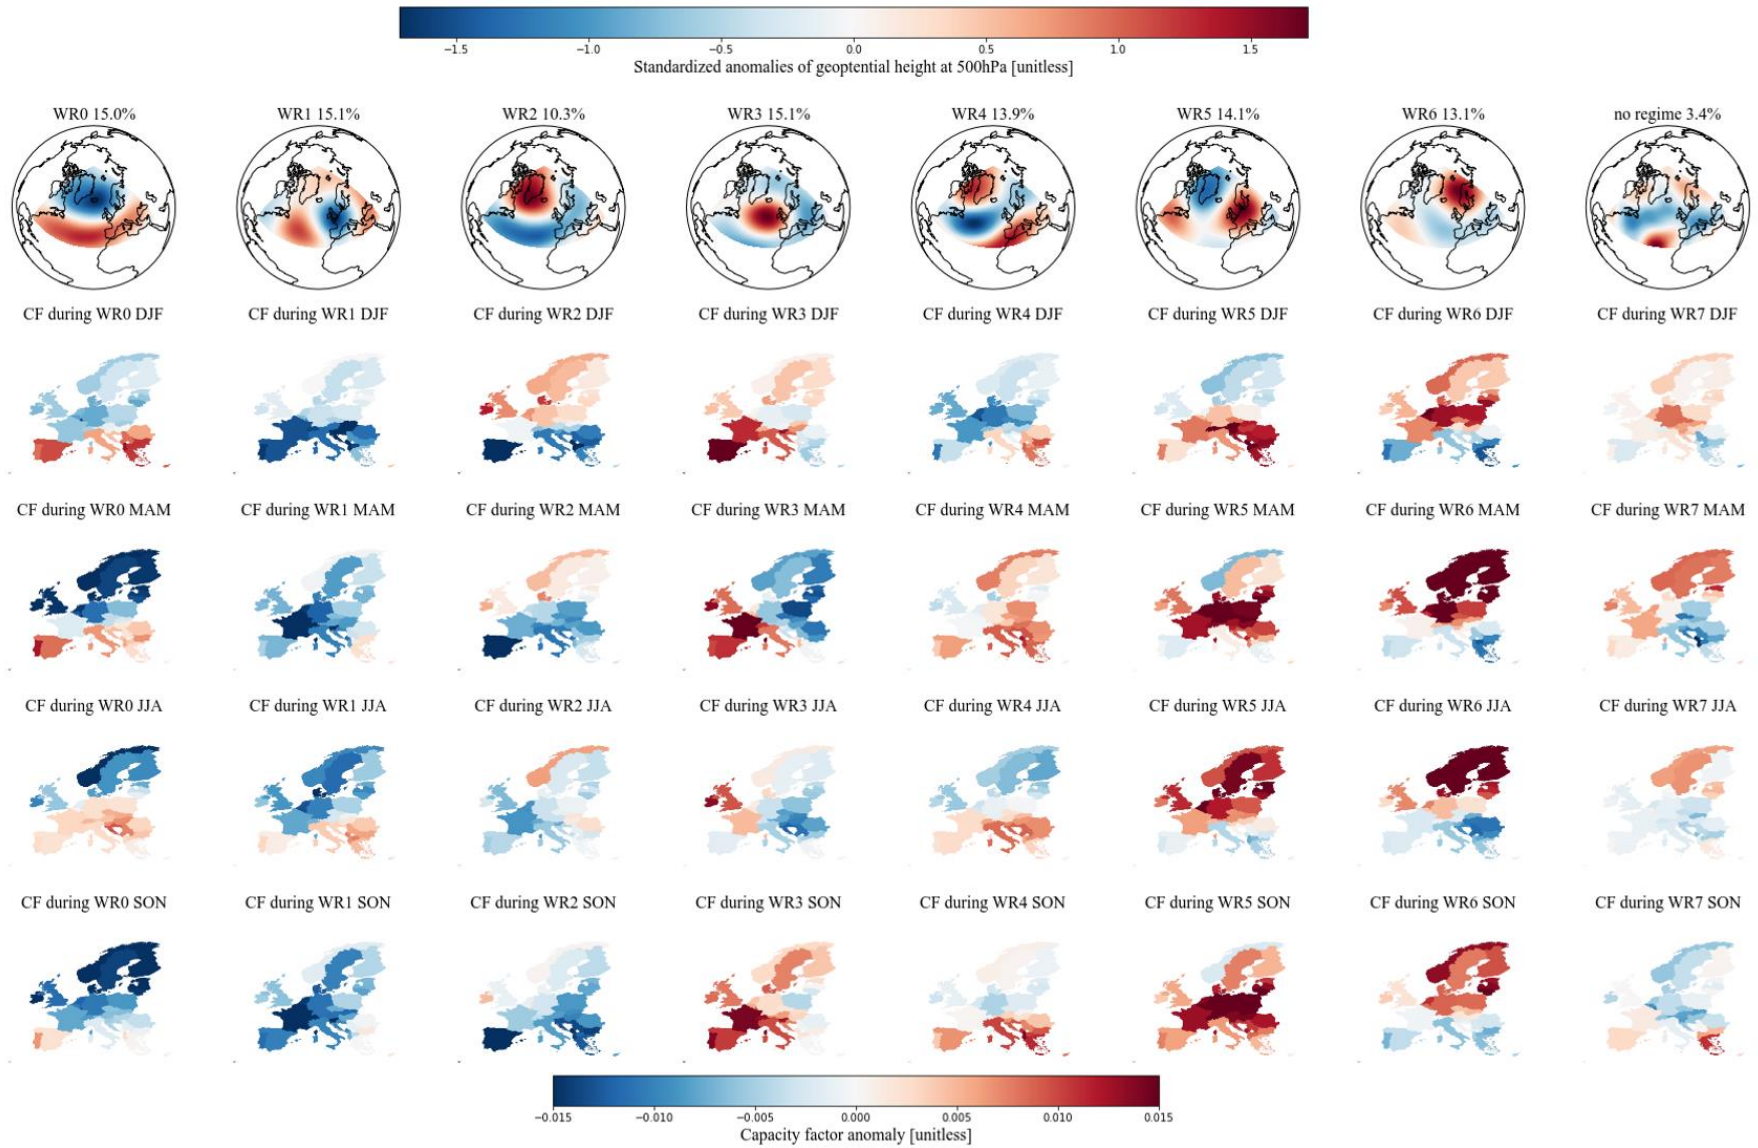 −1.5 −1.0 −0.5 0.0 0.5 1.0 1.5
Standardized anomalies of geoptential height at 500hPa [unitless]
WR0 15.0% WR1 15.1% WR2 10.3% WR3 15.1% WR4 13.9% WR5 14.1% WR6 13.1% no regime 3.4%
CF during WR0 DJF CF during WR1 DJF CF during WR2 DJF CF during WR3 DJF CF during WR4 DJF CF during WR5 DJF CF during WR6 DJF CF during WR7 DJF
CF during WR0 MAM CF during WR1 MAM CF during WR2 MAM CF during WR3 MAM CF during WR4 MAM CF during WR5 MAM CF during WR6 MAM CF during WR7 MAM
CF during WR0 JJA CF during WR1 JJA CF during WR2 JJA CF during WR3 JJA CF during WR4 JJA CF during WR5 JJA CF during WR6 JJA CF during WR7 JJA
CF during WR0 SON CF during WR1 SON CF during WR2 SON CF during WR3 SON CF during WR4 SON CF during WR5 SON CF during WR6 SON CF during WR7 SON
−0.015 −0.010 −0.005 0.000 0.005 0.010 0.015
Capacity factor anomaly [unitless]